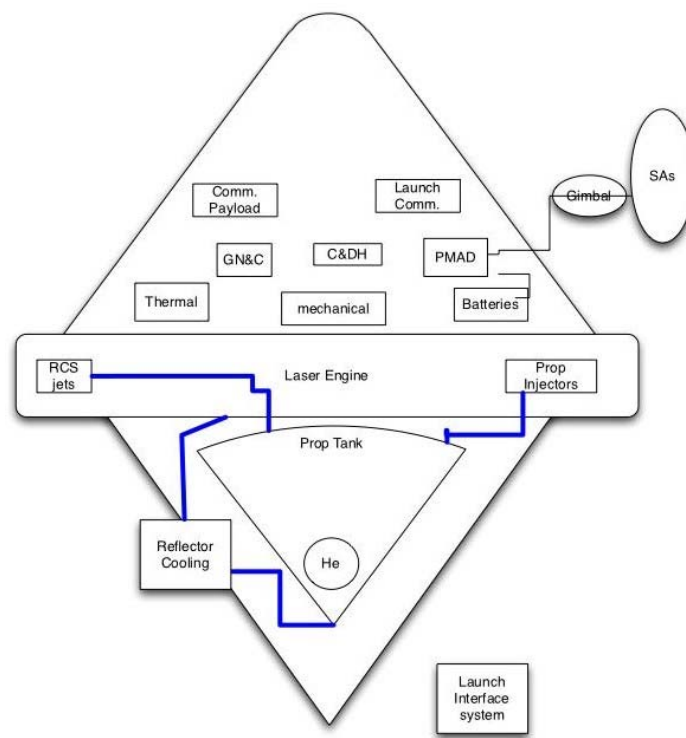 Comm.
Payload
Launch
Comm.
SAs
Gimbal
GN&C
C&DH
PMAD
Thermal
mechanical
Batteries
RCS
jets
Laser Engine
Prop
Injectors
Prop Tank
Reflector
Cooling
He
Launch
Interface
system